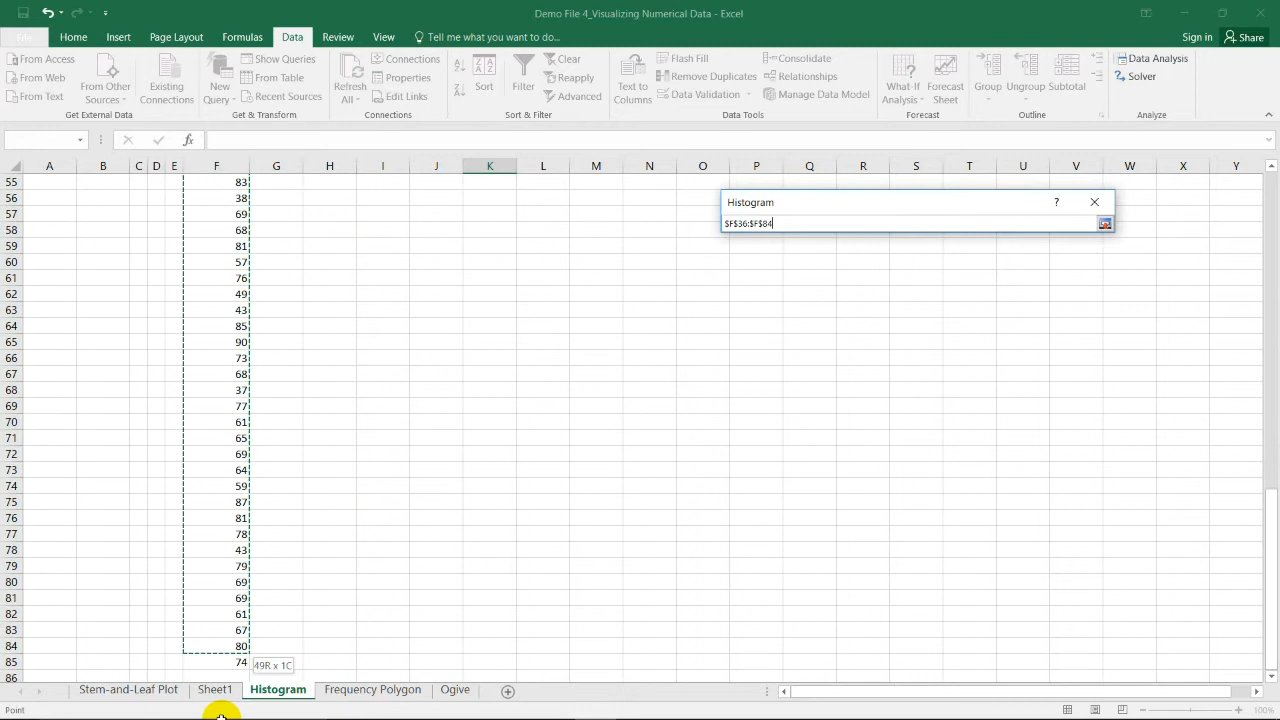 Demo File 4_Visualizing Numerical Data - Excel
File Home Insert Page Layout Formulas Data Review View Tell me what you want to do... Sign in Share
From Access
From Web
From Text
From Other Sources
Existing Connections
Get External Data
New Query
Show Queries
From Table
Recent Sources
Get & Transform
Refresh All
Connections
Properties
Edit Links
Connections
Sort
Filter
Clear
Reapply
Advanced
Sort & Filter
Text to Columns
Flash Fill
Remove Duplicates
Data Validation
Consolidate
Relationships
Manage Data Model
Data Tools
What-If Analysis
Forecast Sheet
Forecast
Group
Ungroup
Subtotal
Outline
Data Analysis
Solver
Analyze
fx
A B C D E F G H I J K L M N O P Q R S T U V W X Y
Histogram ?
$F$36:$F$84
55 83
56 38
57 69
58 68
59 81
60 57
61 76
62 49
63 43
64 85
65 90
66 73
67 68
68 37
69 77
70 61
71 65
72 69
73 64
74 59
75 87
76 81
77 78
78 43
79 79
80 69
81 69
82 61
83 67
84 80
85 74
86
49R x 1C
Stem-and-Leaf Plot Sheet1 Histogram Frequency Polygon Ogive
Point 100%